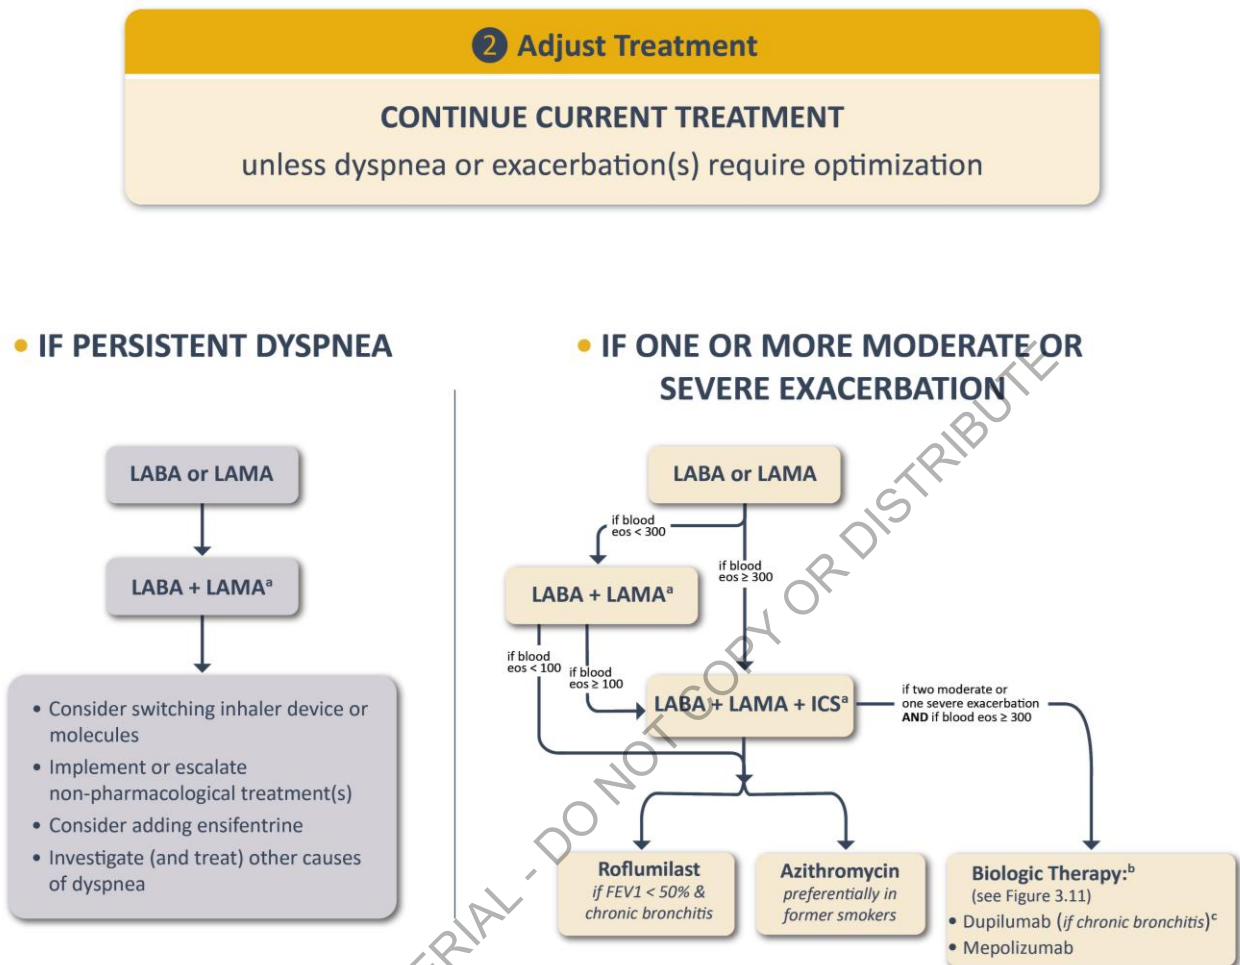 2 Adjust Treatment
CONTINUE CURRENT TREATMENT
unless dyspnea or exacerbation(s) require optimization
• IF PERSISTENT DYSPNEA
LABA or LAMA
LABA + LAMAᵃ
• Consider switching inhaler device or
molecules
• Implement or escalate
non-pharmacological treatment(s)
• Consider adding ensifentrine
• Investigate (and treat) other causes
of dyspnea
• IF ONE OR MORE MODERATE OR
SEVERE EXACERBATION
LABA or LAMA
if blood
eos < 300
if blood
eos ≥ 300
LABA + LAMAᵃ
if blood
eos < 100
if blood
eos ≥ 100
LABA + LAMA + ICSᵃ
if two moderate or
one severe exacerbation
AND if blood eos ≥ 300
Roflumilast
if FEV1 < 50% &
chronic bronchitis
Azithromycin
preferentially in
former smokers
Biologic Therapy:ᵇ
(see Figure 3.11)
• Dupilumab (if chronic bronchitis)ᶜ
• Mepolizumab
ERIAL - DO NOT COPY OR DISTRIBUTE